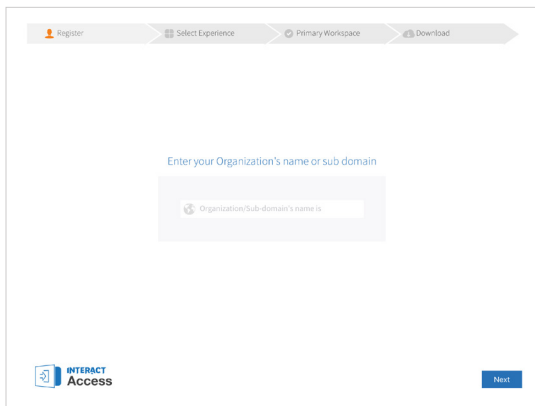 Register
Select Experience
Primary Workspace
Download
Enter your Organization's name or sub domain
Organization/Sub-domain's name is
INTERACT
Access
Next